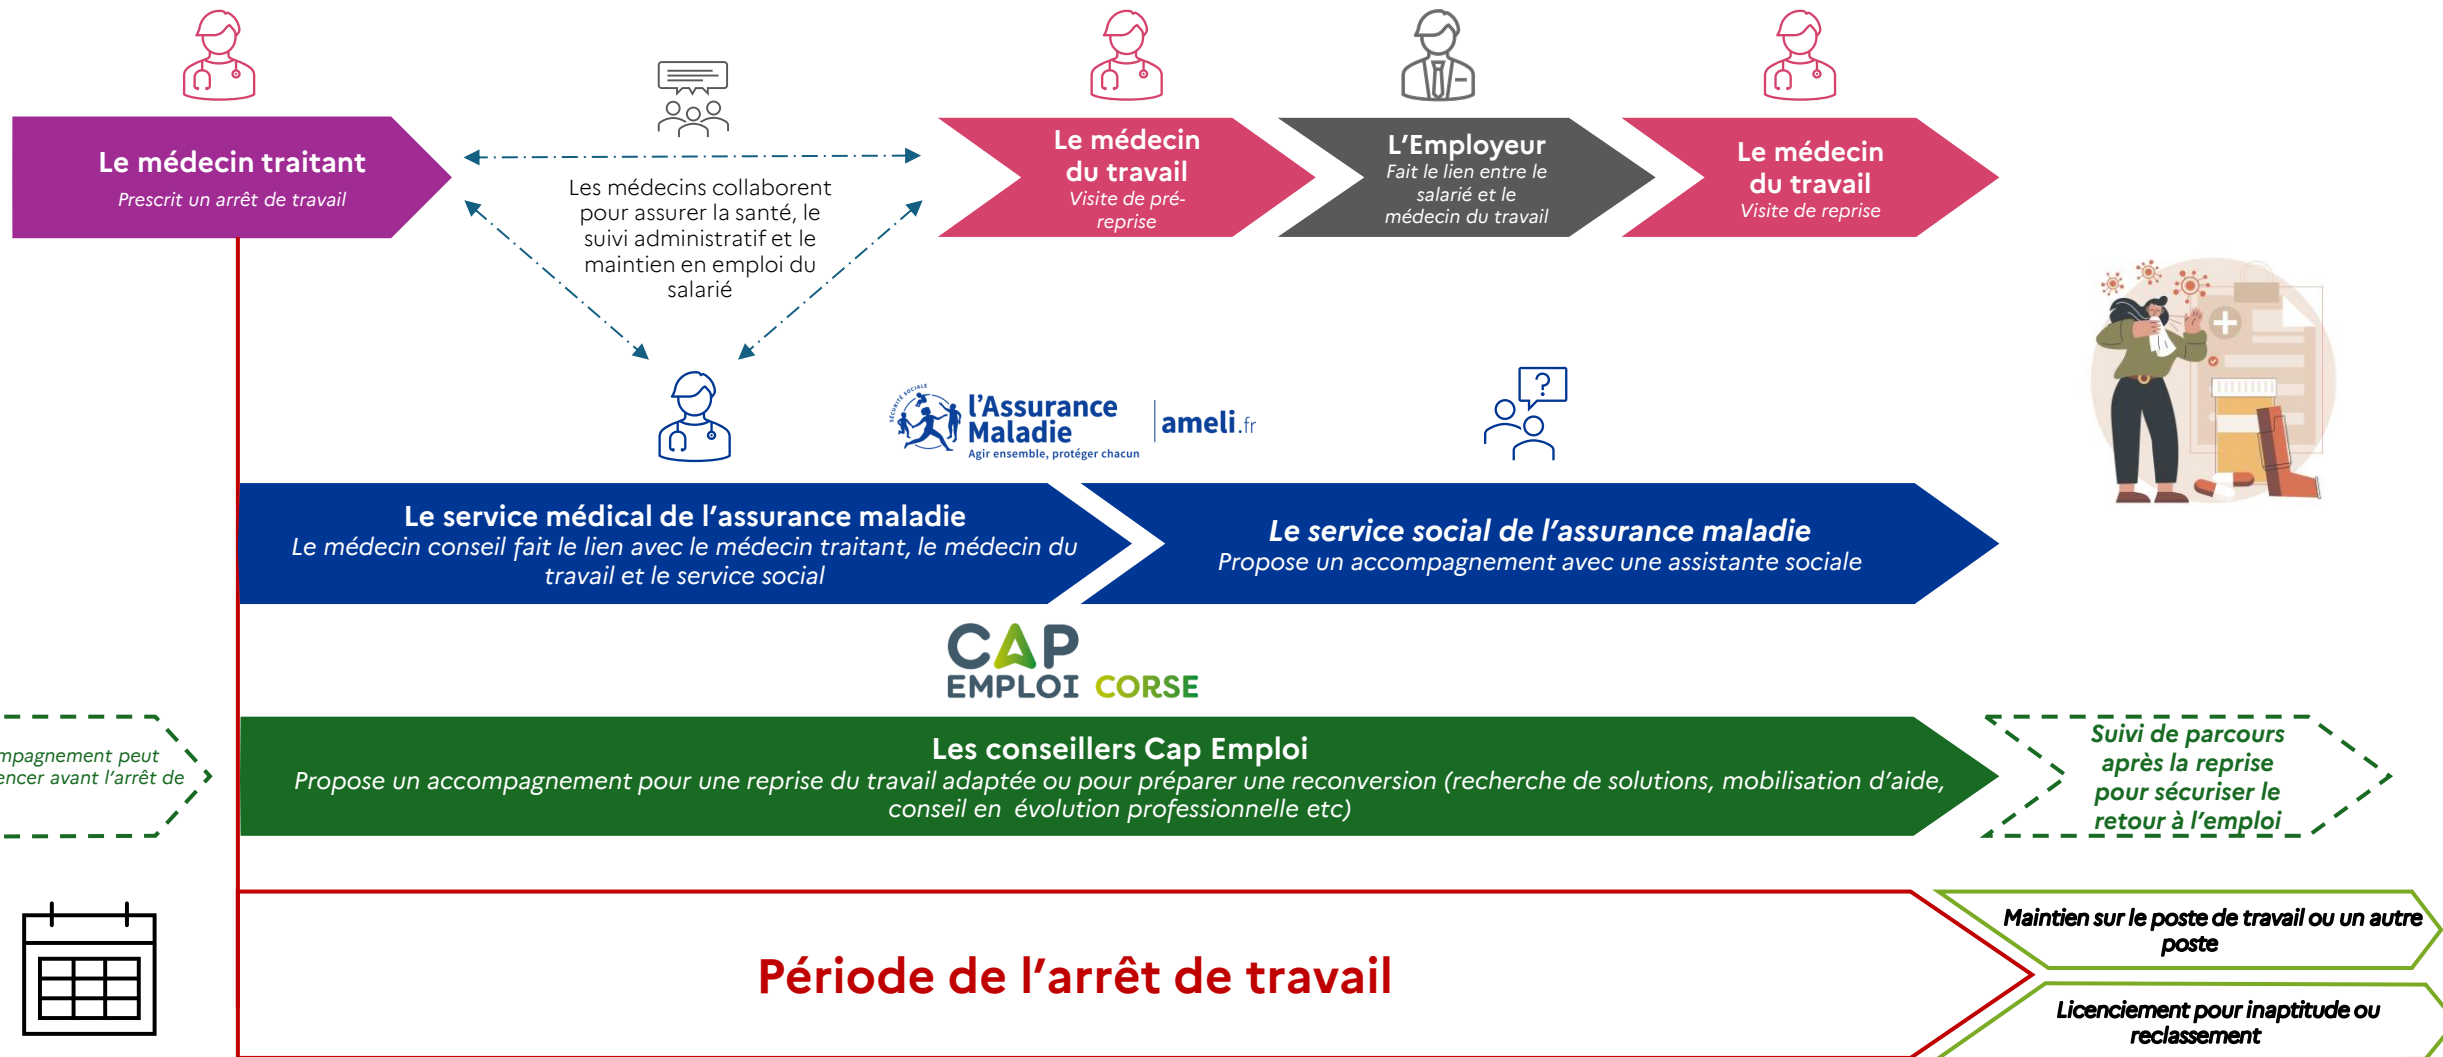 Le médecin traitant
Prescrit un arrêt de travail
Les médecins collaborent
pour assurer la santé, le
suivi administratif et le
maintien en emploi du
salarié
Le médecin
du travail
Visite de pré-
reprise
L'Employeur
Fait le lien entre le
salarié et le
médecin du travail
Le médecin
du travail
Visite de reprise
SÉCURITÉ SOCIALE
l'Assurance
Maladie
Agir ensemble, protéger chacun
ameli.fr
?
Le service médical de l'assurance maladie
Le médecin conseil fait le lien avec le médecin traitant, le médecin du
travail et le service social
Le service social de l'assurance maladie
Propose un accompagnement avec une assistante sociale
CAP
EMPLOI CORSE
peut
avant l'arrêt de
Les conseillers Cap Emploi
Propose un accompagnement pour une reprise du travail adaptée ou pour préparer une reconversion (recherche de solutions, mobilisation d'aide,
conseil en évolution professionnelle etc)
Suivi de parcours
après la reprise
pour sécuriser le
retour à l'emploi
Période de l'arrêt de travail
Maintien sur le poste de travail ou un autre
poste
Licenciement pour inaptitude ou
reclassement